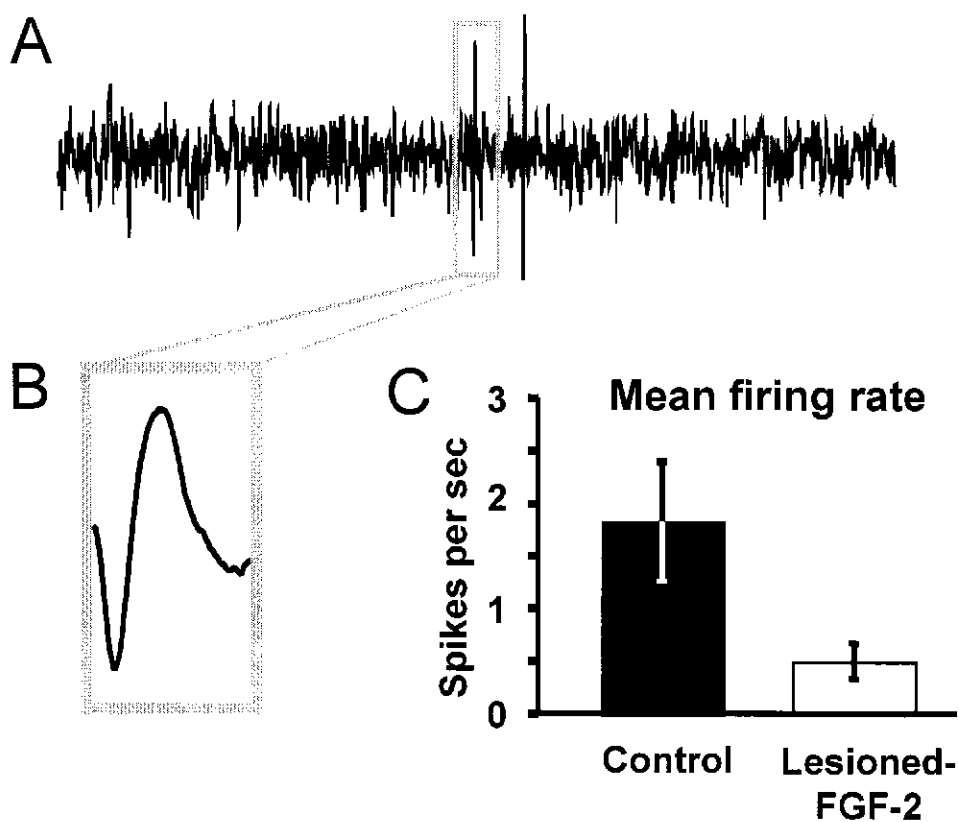 A
B
C
Mean firing rate
Spikes per sec
3
2
1
0
Control
Lesioned-
FGF-2